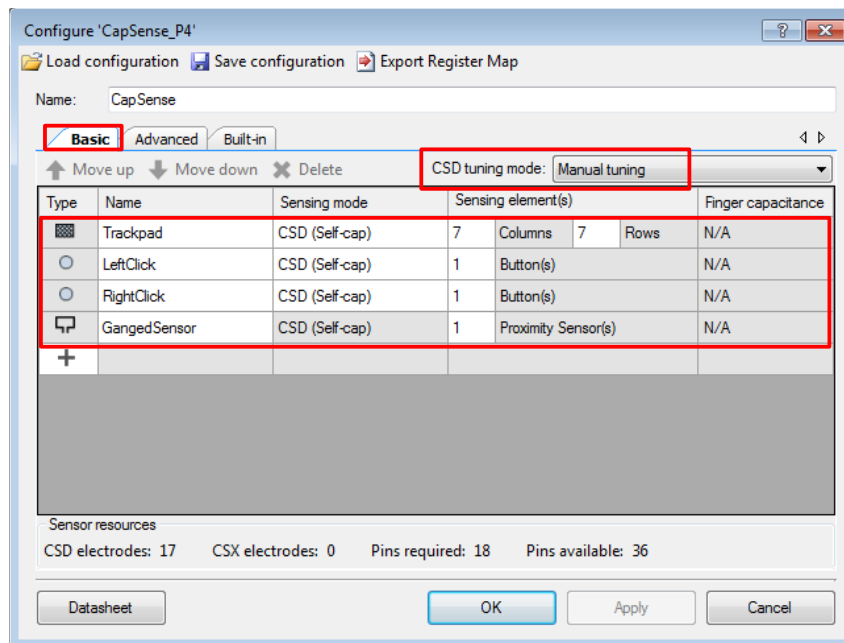 Configure 'CapSense_P4'
Load configuration Save configuration Export Register Map
Name: CapSense
Basic Advanced Built-in
Move up Move down Delete CSD tuning mode: Manual tuning
Type Name Sensing mode Sensing element(s) Finger capacitance
Trackpad CSD (Self-cap) 7 Columns 7 Rows N/A
LeftClick CSD (Self-cap) 1 Button(s) N/A
RightClick CSD (Self-cap) 1 Button(s) N/A
GangedSensor CSD (Self-cap) 1 Proximity Sensor(s) N/A
Sensor resources
CSD electrodes: 17 CSX electrodes: 0 Pins required: 18 Pins available: 36
Datasheet OK Apply Cancel